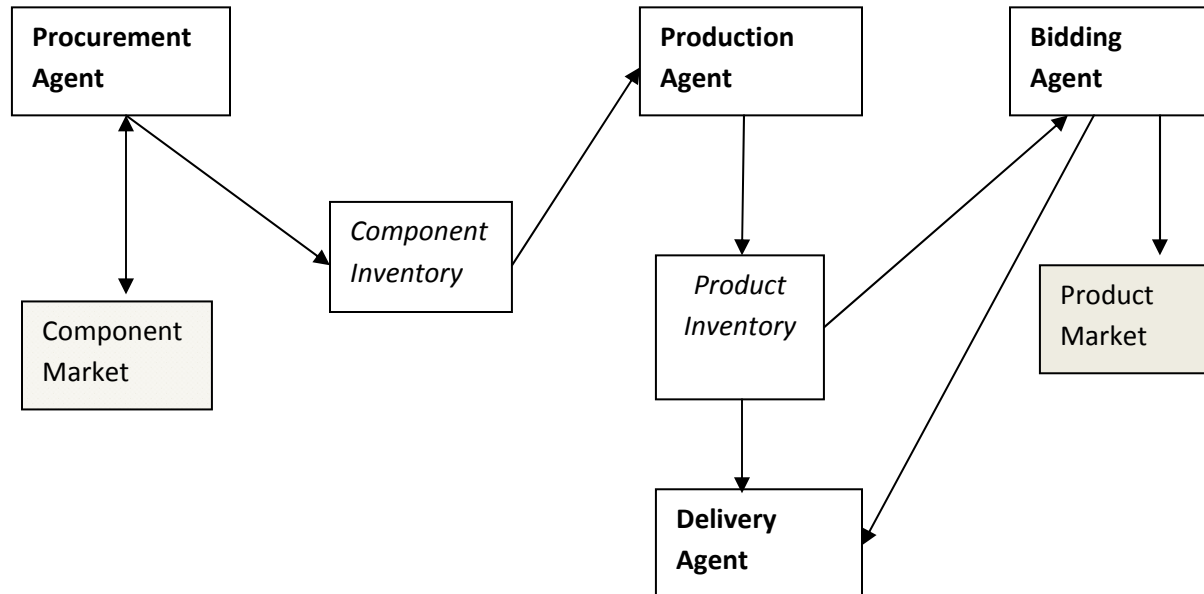 Procurement
Agent
Production
Agent
Bidding
Agent
Component
Inventory
Product
Inventory
Component
Market
Product
Market
Delivery
Agent